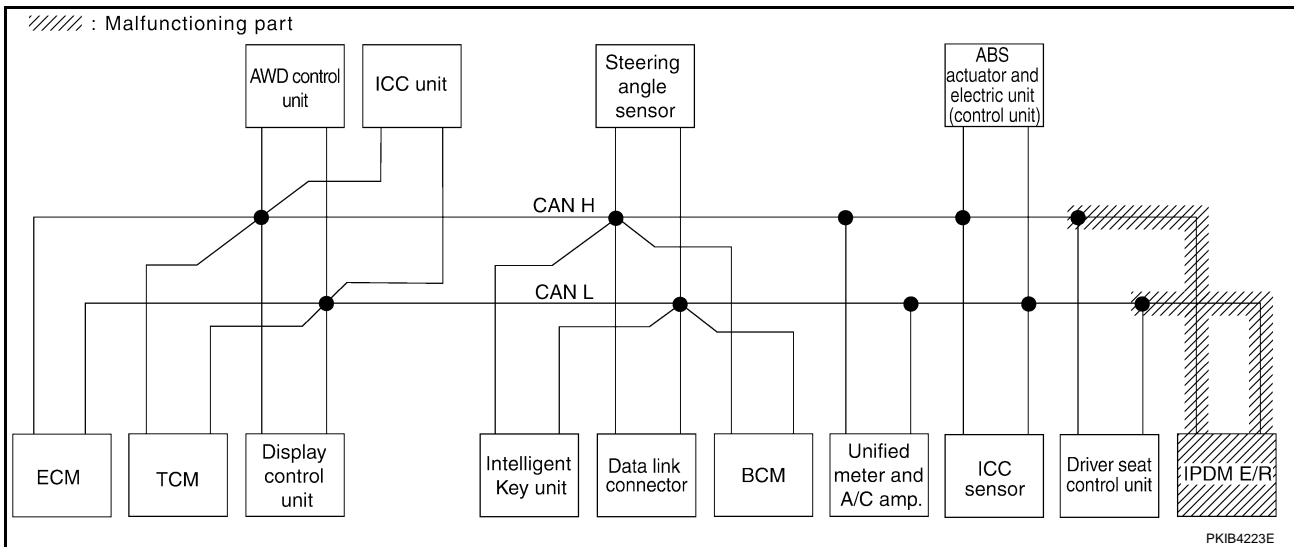 : Malfunctioning part
AWD control
unit
ICC unit
Steering
angle
sensor
ABS
actuator and
electric unit
(control unit)
CAN H
CAN L
ECM
TCM
Display
control
unit
Intelligent
Key unit
Data link
connector
BCM
Unified
meter and
A/C amp.
ICC
sensor
Driver seat
control unit
IPDM E/R
PKIB4223E